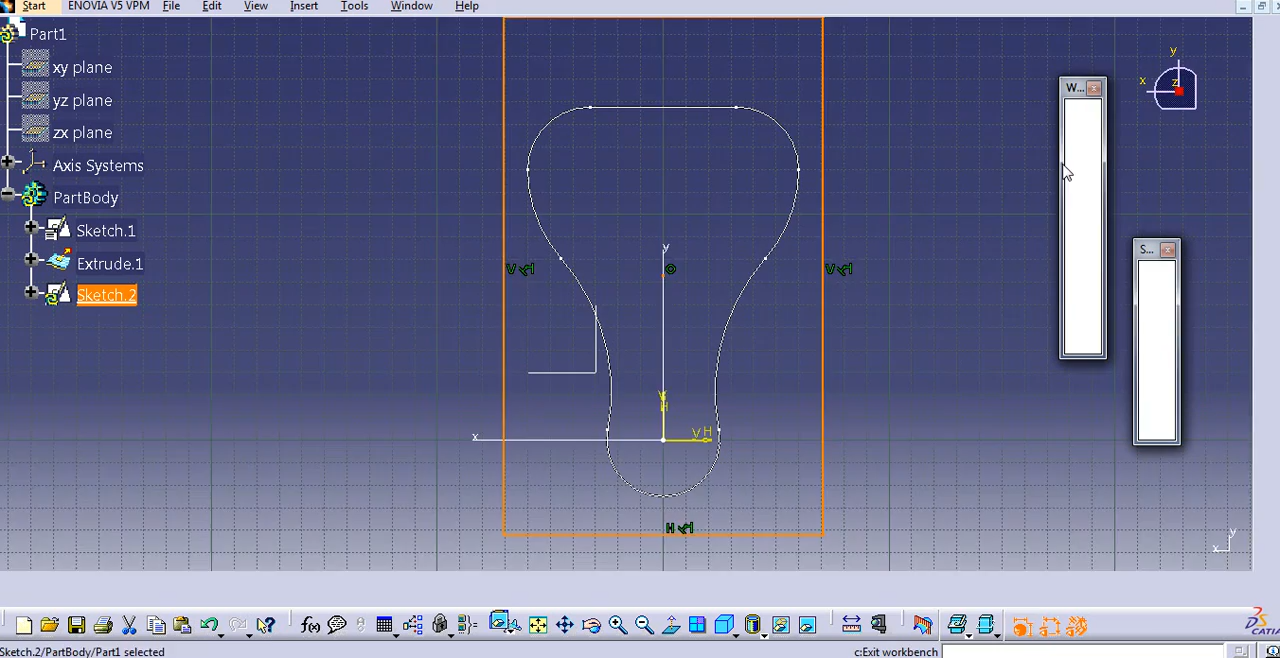 Start ENOVIA V5 VPM File Edit View Insert Tools Window Help
Part1
xy plane
yz plane
zx plane
Axis Systems
PartBody
Sketch.1
Extrude.1
Sketch.2
W...
S...
y
x
z
y
x
V H
V H
H
V
V H
H V
y
x
f(x)
CATIA
Sketch.2/PartBody/Part1 selected
c:Exit workbench